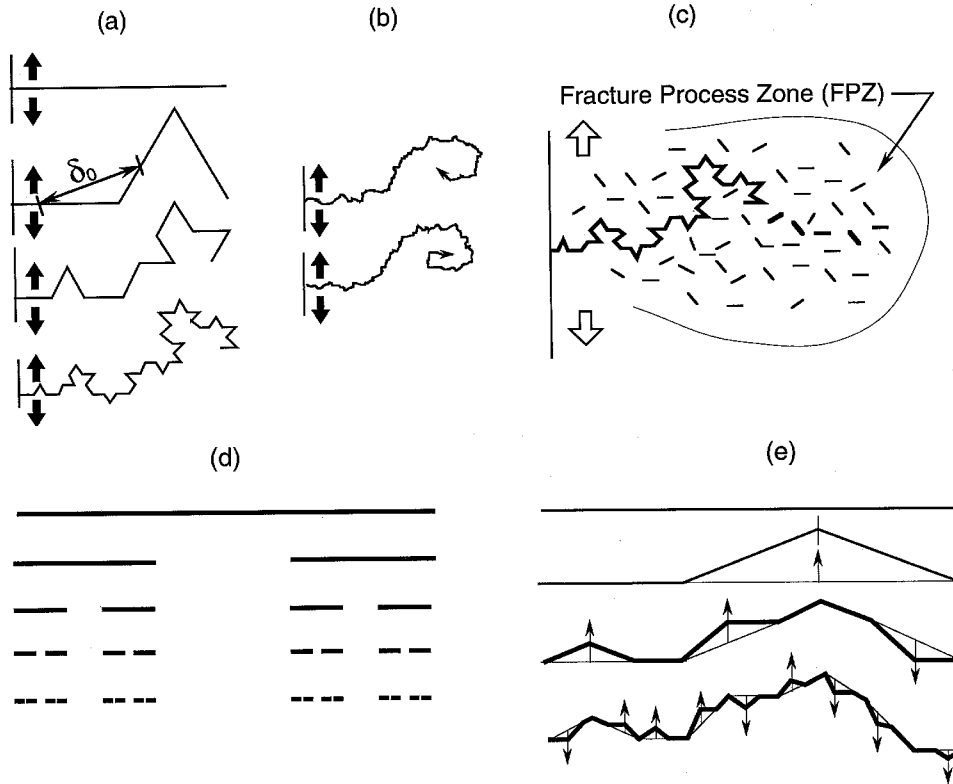 (a)
(b)
(c)
Fracture Process Zone (FPZ)
δ₀
(d)
(e)